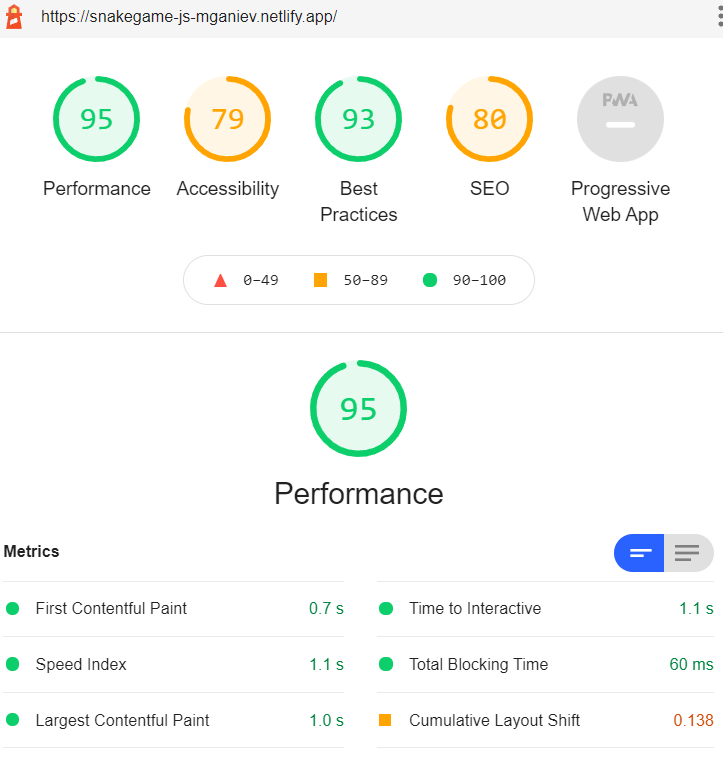 https://snakegame-js-mganiev.netlify.app/
95 79 93 80 PWA
Performance Accessibility Best Practices SEO Progressive Web App
0–49 50–89 90–100
95
Performance
Metrics
First Contentful Paint 0.7 s
Time to Interactive 1.1 s
Speed Index 1.1 s
Total Blocking Time 60 ms
Largest Contentful Paint 1.0 s
Cumulative Layout Shift 0.138